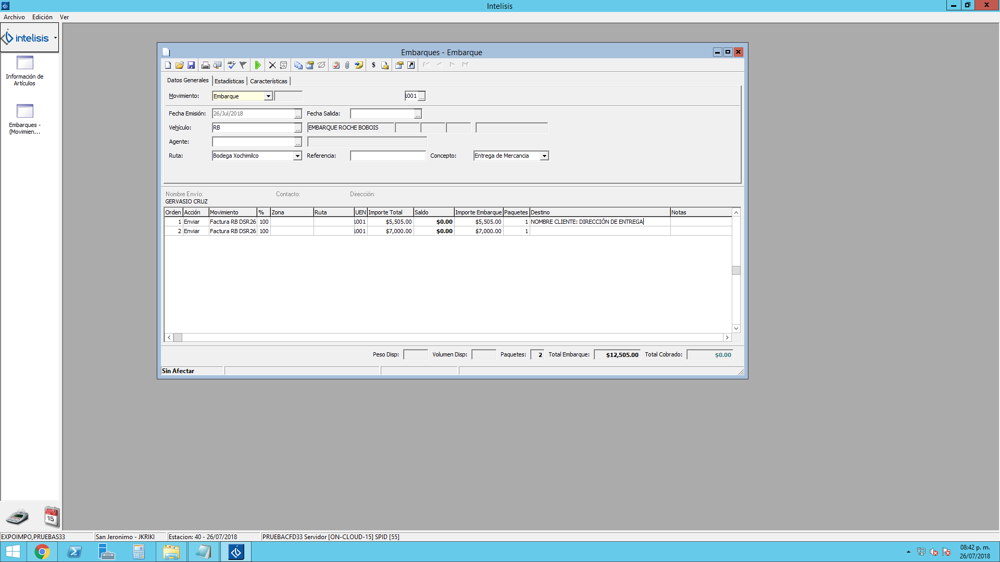 Intelisis
Archivo Edición Ver
intelisis
Información de
Artículos
Embarques -
(Movimien...
Embarques - Embarque
Datos Generales Estadísticas Características
Movimiento: Embarque 1001 ...
Fecha Emisión: 26/Jul/2018 ... Fecha Salida: ...
Vehículo: RB ... EMBARQUE ROCHE BOBOIS
Agente: ...
Ruta: Bodega Xochimilco Referencia: Concepto: Entrega de Mercancia
Nombre Envío: Contacto: Dirección:
GERVASIO CRUZ
Orden Acción Movimiento % Zona Ruta UEN Importe Total Saldo Importe Embarque Paquetes Destino Notas
1 Enviar Factura RB DSR26 100 1001 $5,505.00 $0.00 $5,505.00 1 NOMBRE CLIENTE: DIRECCIÓN DE ENTREGA
2 Enviar Factura RB DSR26 100 1001 $7,000.00 $0.00 $7,000.00 1
Peso Disp: Volumen Disp: Paquetes: 2 Total Embarque: $12,505.00 Total Cobrado: $0.00
Sin Afectar
15
EXPOIMPO,PRUEBAS33 San Jeronimo - JKRIKI Estacion: 40 - 26/07/2018 PRUEBACFD33 Servidor [ON-CLOUD-15] SPID [55]
08:42 p. m.
26/07/2018